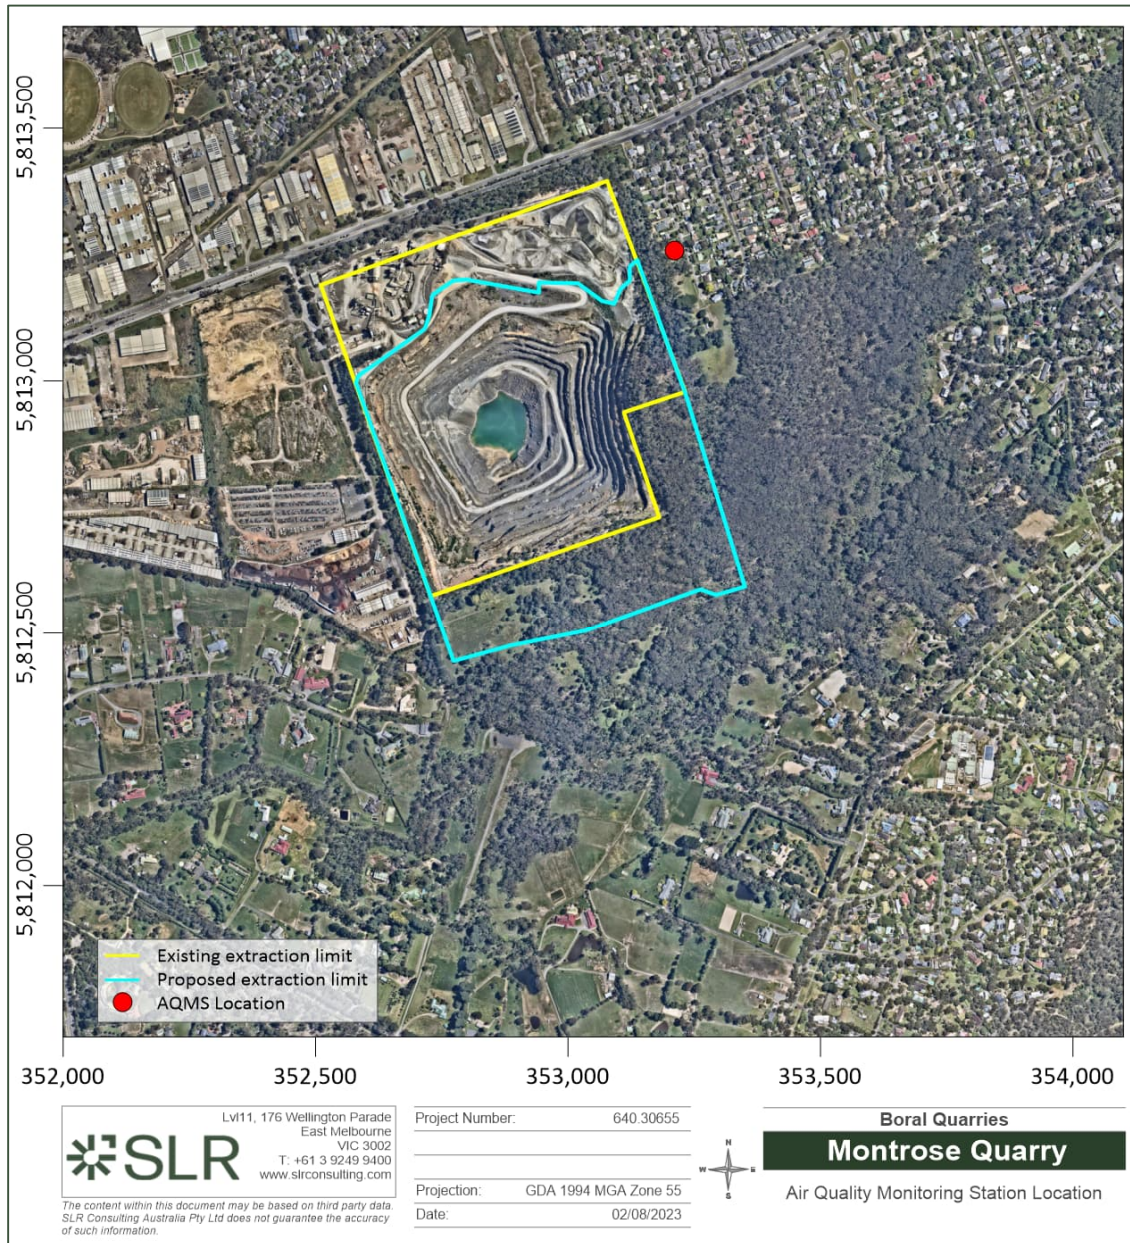 5,813,500
5,813,000
5,812,500
5,812,000
Existing extraction limit
Proposed extraction limit
AQMS Location
352,000
352,500
353,000
353,500
354,000
SLR
Lvl11, 176 Wellington Parade
East Melbourne
VIC 3002
T: +61 3 9249 9400
www.slrconsulting.com
The content within this document may be based on third party data.
SLR Consulting Australia Pty Ltd does not guarantee the accuracy
of such information.
Project Number: 640.30655
Projection: GDA 1994 MGA Zone 55
Date: 02/08/2023
N
W E
S
Boral Quarries
Montrose Quarry
Air Quality Monitoring Station Location